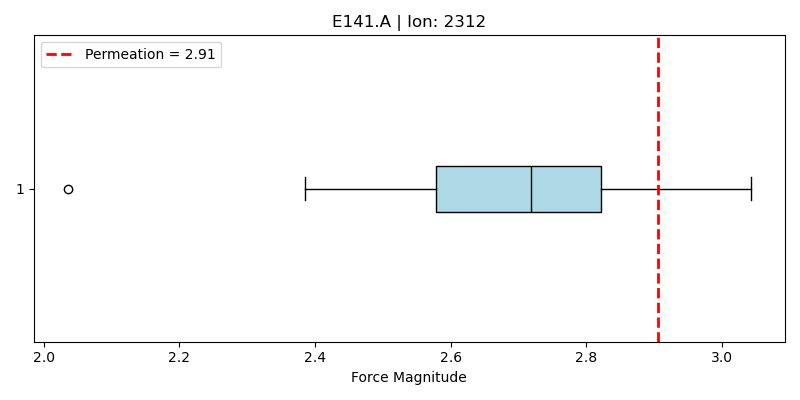 E141.A | Ion: 2312
Permeation = 2.91
1
2.0 2.2 2.4 2.6 2.8 3.0
Force Magnitude